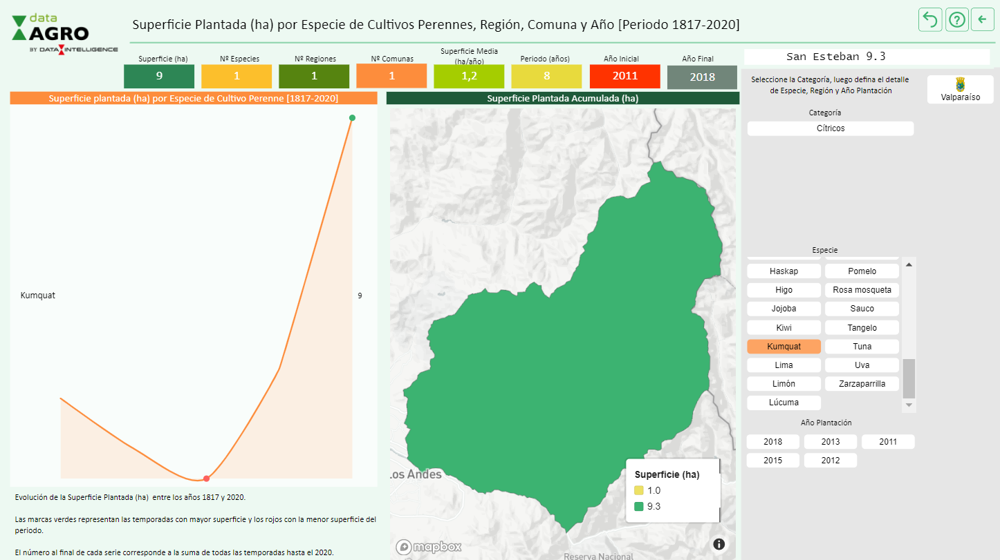 data
AGRO
BY DATA INTELLIGENCE
Superficie Plantada (ha) por Especie de Cultivos Perennes, Región, Comuna y Año [Periodo 1817-2020]
Superficie (ha)
9
Nº Especies
1
Nº Regiones
1
Nº Comunas
1
Superficie Media
(ha/año)
1,2
Periodo (años)
8
Año Inicial
2011
Año Final
2018
San Esteban 9.3
Superficie plantada (ha) por Especie de Cultivo Perenne [1817-2020]
Kumquat
9
Evolución de la Superficie Plantada (ha) entre los años 1817 y 2020.
Las marcas verdes representan las temporadas con mayor superficie y los rojos con la menor superficie del
periodo.
El número al final de cada serie corresponde a la suma de todas las temporadas hasta el 2020.
Superficie Plantada Acumulada (ha)
Los Andes
Superficie (ha)
1.0
9.3
mapbox
Reserva Nacional
Seleccione la Categoría, luego defina el detalle
de Especie, Región y Año Plantación
Valparaíso
Categoría
Cítricos
Especie
Haskap
Pomelo
Higo
Rosa mosqueta
Jojoba
Sauco
Kiwi
Tangelo
Kumquat
Tuna
Lima
Uva
Limón
Zarzaparrilla
Lúcuma
Año Plantación
2018
2013
2011
2015
2012